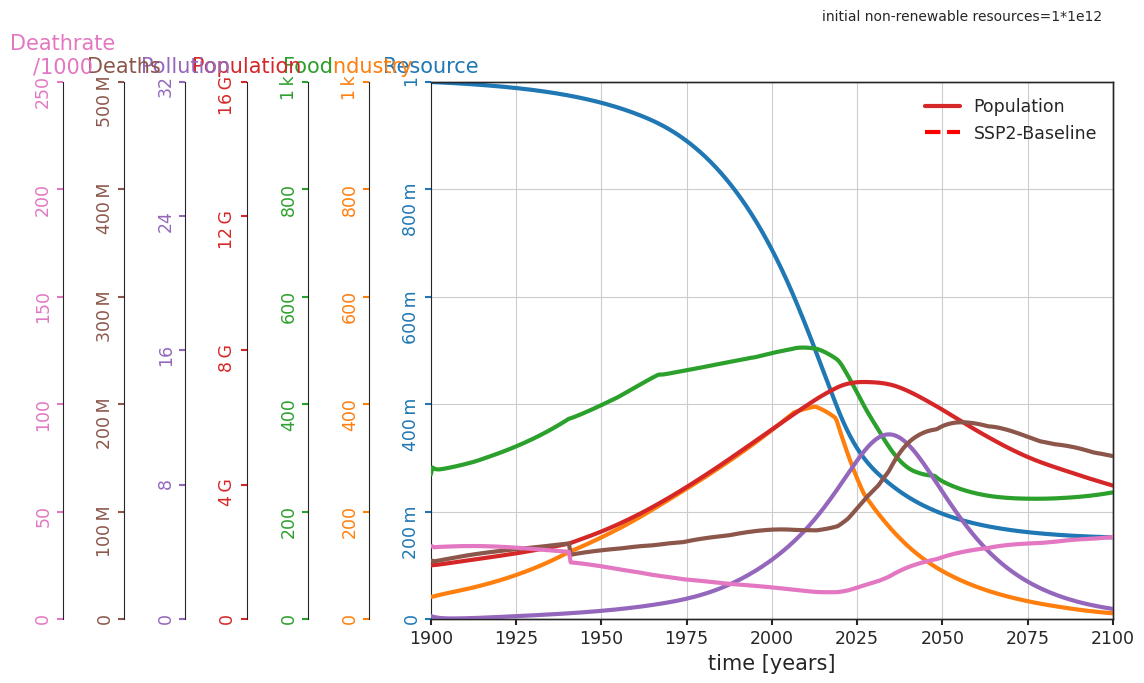 initial non-renewable resources=1*1e12
Deathrate
/1000
Deaths
Pollution
Population
Food
Industry
Resource
250
200
150
100
50
0
500 M
400 M
300 M
200 M
100 M
0
32
24
16
8
0
16 G
12 G
8 G
4 G
0
1 k
800
600
400
200
0
1 k
800
600
400
200
0
1
800 m
600 m
400 m
200 m
0
Population
SSP2-Baseline
1900
1925
1950
1975
2000
2025
2050
2075
2100
time [years]